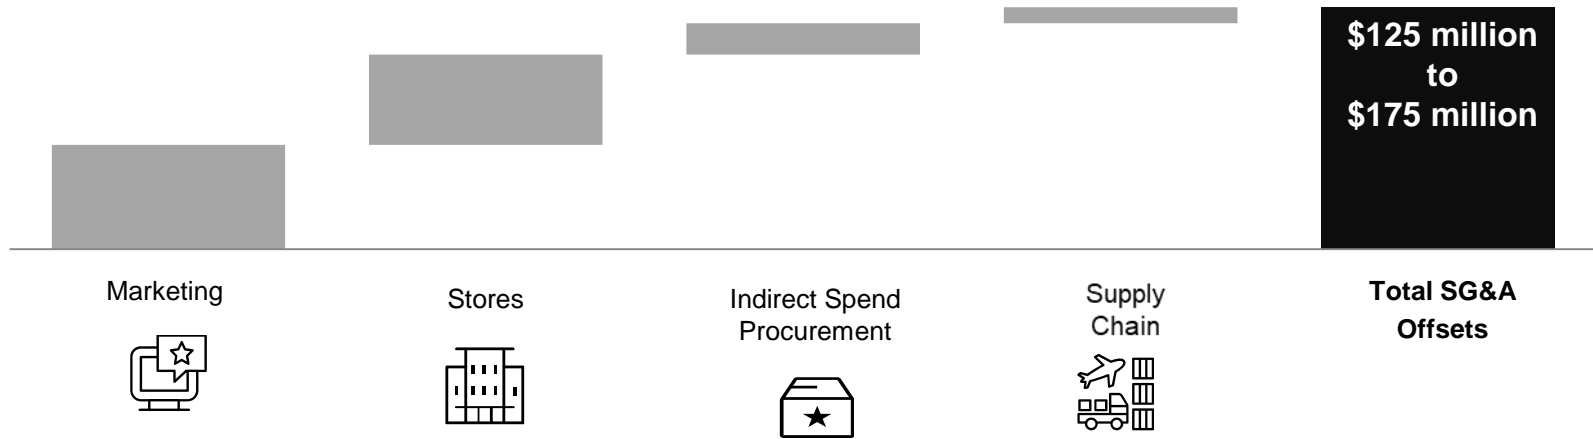 $125 million
to
$175 million
Marketing
Stores
Indirect Spend
Procurement
Supply
Chain
Total SG&A
Offsets